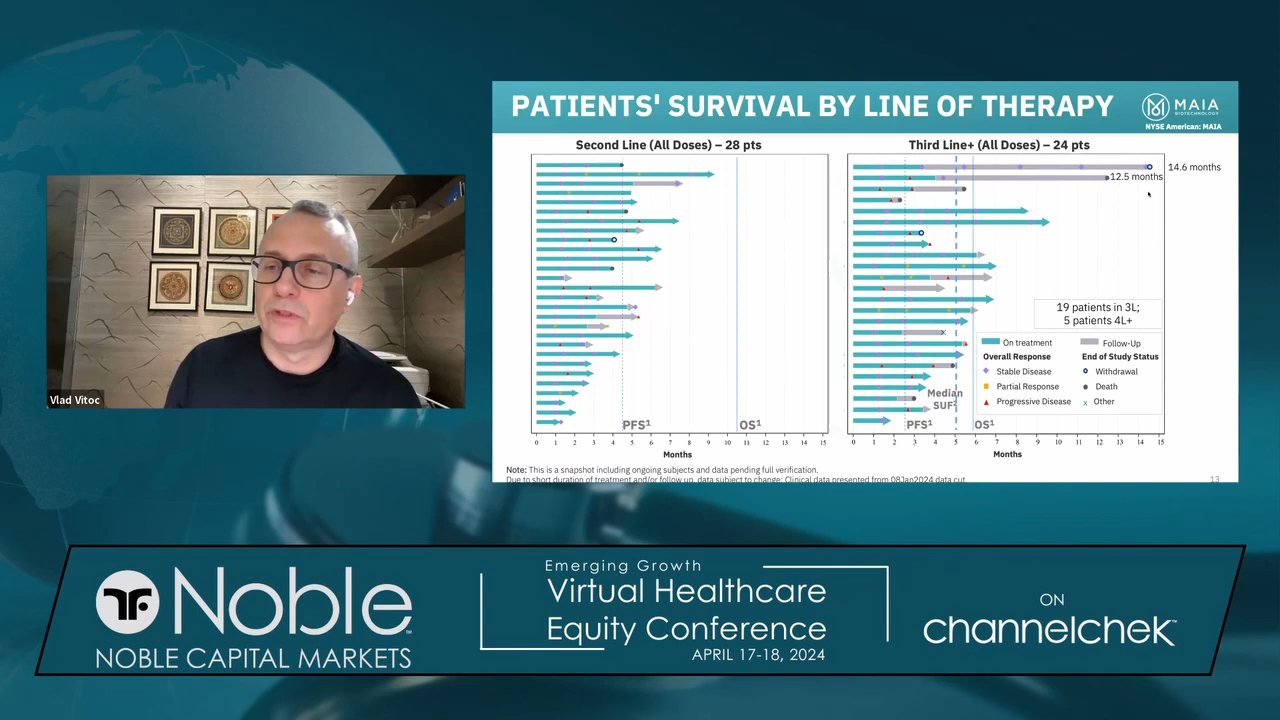 PATIENTS' SURVIVAL BY LINE OF THERAPY
MAIA
BIOTECHNOLOGY
NYSE American: MAIA
Second Line (All Doses) – 28 pts
Third Line+ (All Doses) – 24 pts
14.6 months
12.5 months
19 patients in 3L;
5 patients 4L+
On treatment
Follow-Up
Overall Response
End of Study Status
Stable Disease
Withdrawal
Partial Response
Death
Progressive Disease
x Other
Median
SUF²
PFS¹
OS¹
PFS¹
OS¹
0 1 2 3 4 5 6 7 8 9 10 11 12 13 14 15
0 1 2 3 4 5 6 7 8 9 10 11 12 13 14 15
Months
Months
Note: This is a snapshot including ongoing subjects and data pending full verification.
Due to short duration of treatment and/or follow up, data subject to change; Clinical data presented from 08Jan2024 data cut
13
Vlad Vitoc
Noble™
NOBLE CAPITAL MARKETS
Emerging Growth
Virtual Healthcare
Equity Conference
APRIL 17-18, 2024
ON
channelchek™